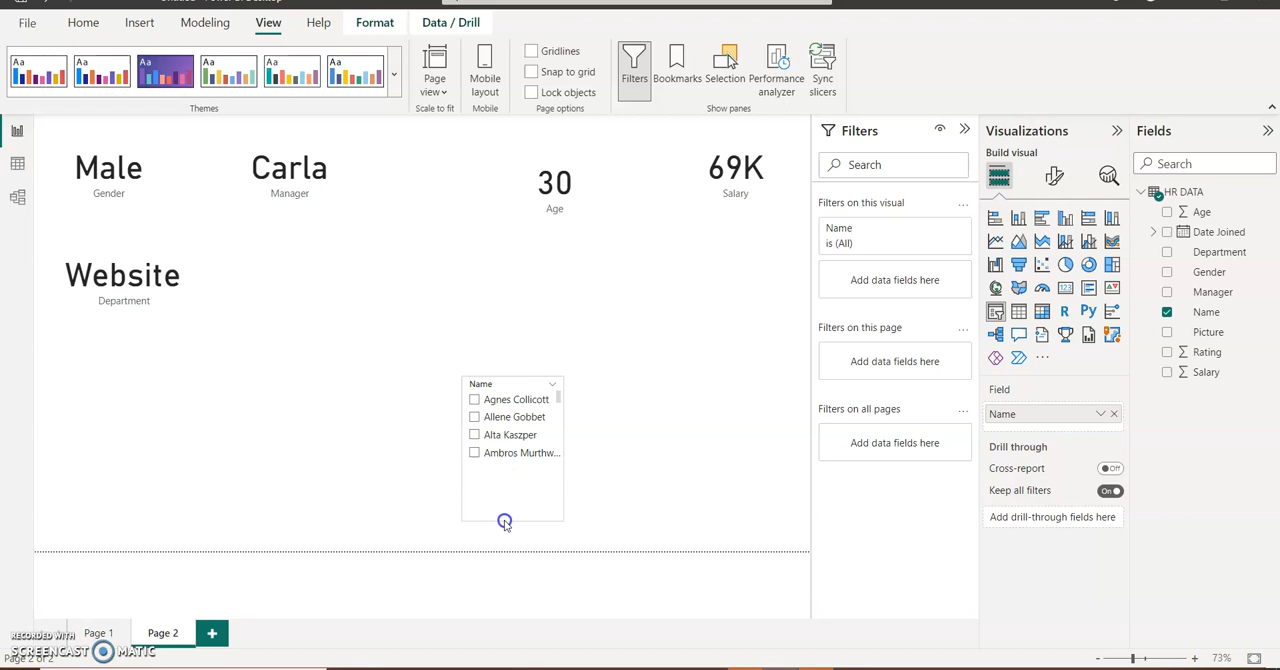 File Home Insert Modeling View Help Format Data / Drill
Aa Aa Aa Aa Aa Aa
Themes
Page view
Scale to fit
Mobile layout
Mobile
Gridlines
Snap to grid
Lock objects
Page options
Filters
Bookmarks
Selection
Performance analyzer
Sync slicers
Show panes
Male
Gender
Carla
Manager
30
Age
69K
Salary
Website
Department
Name
Agnes Collicott
Allene Gobbet
Alta Kaszper
Ambros Murthw...
Filters
Search
Filters on this visual ...
Name
is (All)
Add data fields here
Filters on this page ...
Add data fields here
Filters on all pages ...
Add data fields here
Visualizations
Build visual
123
R Py
...
Field
Name
Drill through
Cross-report Off
Keep all filters On
Add drill-through fields here
Fields
Search
HR DATA
Age
Date Joined
Department
Gender
Manager
Name
Picture
Rating
Salary
Page 1
Page 2
+
RECORDED WITH
SCREENCAST MATIC
Page 2 of 2
- + 73%